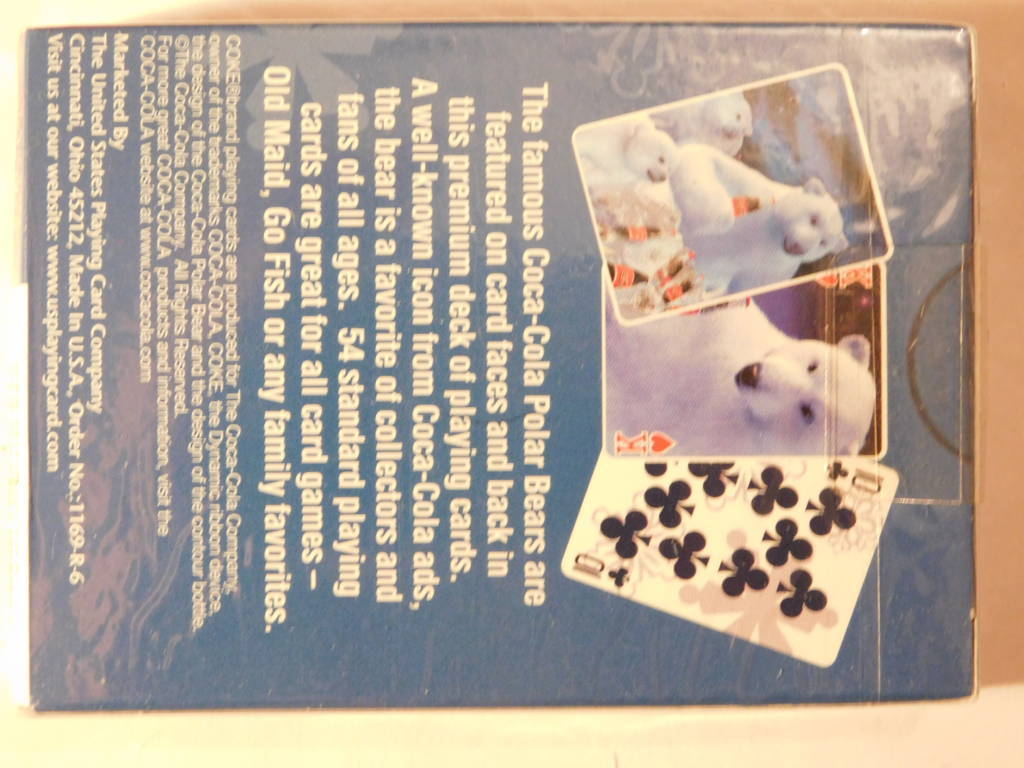 10
K
K
10
The famous Coca-Cola Polar Bears are
featured on card faces and back in
this premium deck of playing cards.
A well-known icon from Coca-Cola ads,
the bear is a favorite of collectors and
fans of all ages. 54 standard playing
cards are great for all card games –
Old Maid, Go Fish or any family favorites.
COKE®brand playing cards are produced for The Coca-Cola Company,
owner of the trademarks COCA-COLA, COKE, the Dynamic ribbon device,
the design of the Coca-Cola Polar Bear and the design of the contour bottle.
©The Coca-Cola Company. All Rights Reserved.
For more great COCA-COLA products and information, visit the
COCA-COLA website at www.cocacola.com
Marketed By
The United States Playing Card Company
Cincinnati, Ohio 45212, Made In U.S.A., Order No.:1169-R-6
Visit us at our website: www.usplayingcard.com